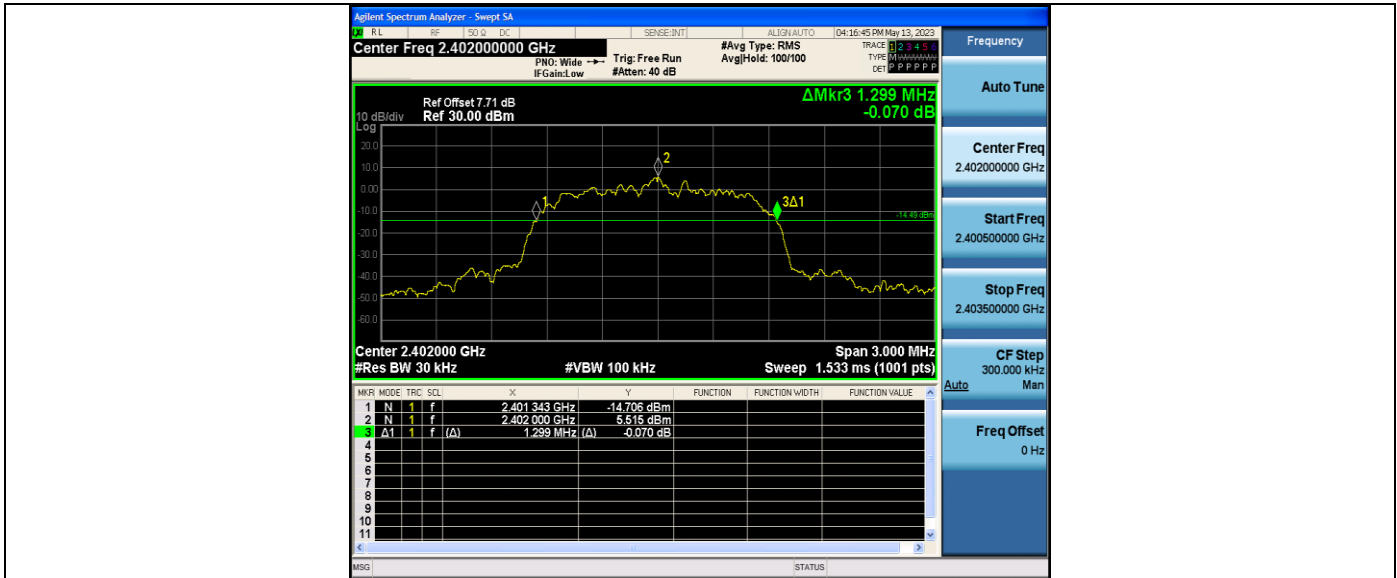 Agilent Spectrum Analyzer - Swept SA
RL RF 50 Ω DC SENSE:INT ALIGN AUTO 04:16:45 PM May 13, 2023
Center Freq 2.402000000 GHz
PNO: Wide
IFGain:Low
Trig: Free Run
#Atten: 40 dB
#Avg Type: RMS
Avg|Hold: 100/100
TRACE 1 2 3 4 5 6
TYPE M WWWWW
DET P P P P P P
ΔMkr3 1.299 MHz
-0.070 dB
Ref Offset 7.71 dB
10 dB/div Ref 30.00 dBm
Log
20.0
10.0
0.00
-10.0
-20.0
-30.0
-40.0
-50.0
-60.0
1
2
3Δ1
-14.49 dBm
Center 2.402000 GHz Span 3.000 MHz
#Res BW 30 kHz #VBW 100 kHz Sweep 1.533 ms (1001 pts)
MKR MODE TRC SCL X Y FUNCTION FUNCTION WIDTH FUNCTION VALUE
1 N 1 f 2.401 343 GHz -14.706 dBm
2 N 1 f 2.402 000 GHz 5.515 dBm
3 Δ1 1 f (Δ) 1.299 MHz (Δ) -0.070 dB
4
5
6
7
8
9
10
11
MSG STATUS
Frequency
Auto Tune
Center Freq
2.402000000 GHz
Start Freq
2.400500000 GHz
Stop Freq
2.403500000 GHz
CF Step
300.000 kHz
Auto Man
Freq Offset
0 Hz